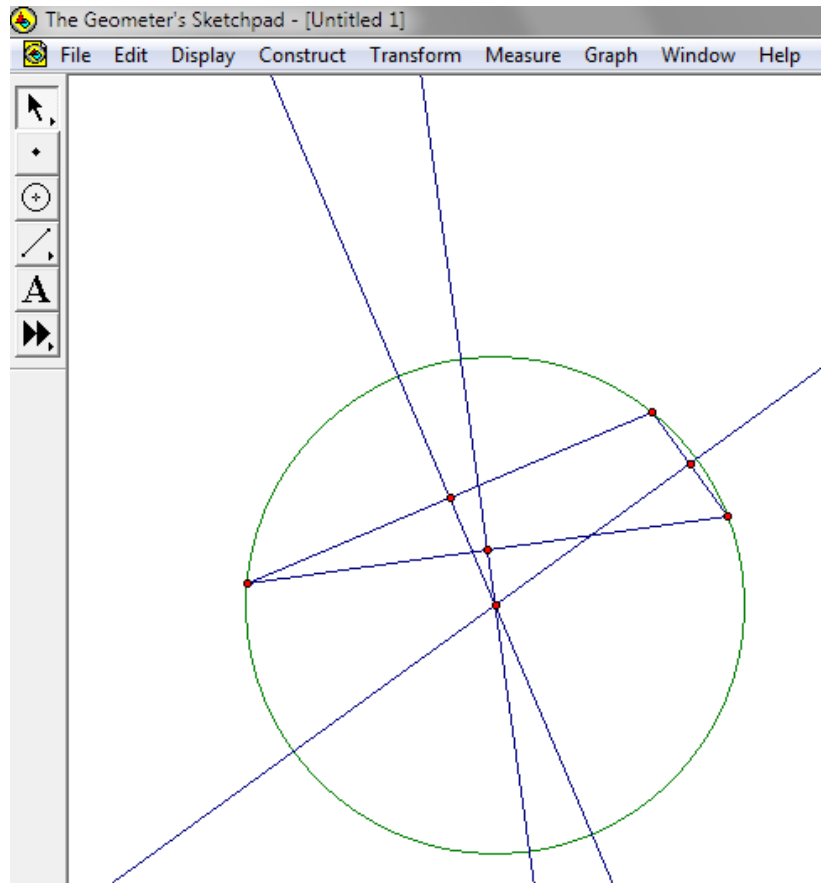 The Geometer's Sketchpad - [Untitled 1]
File Edit Display Construct Transform Measure Graph Window Help
A